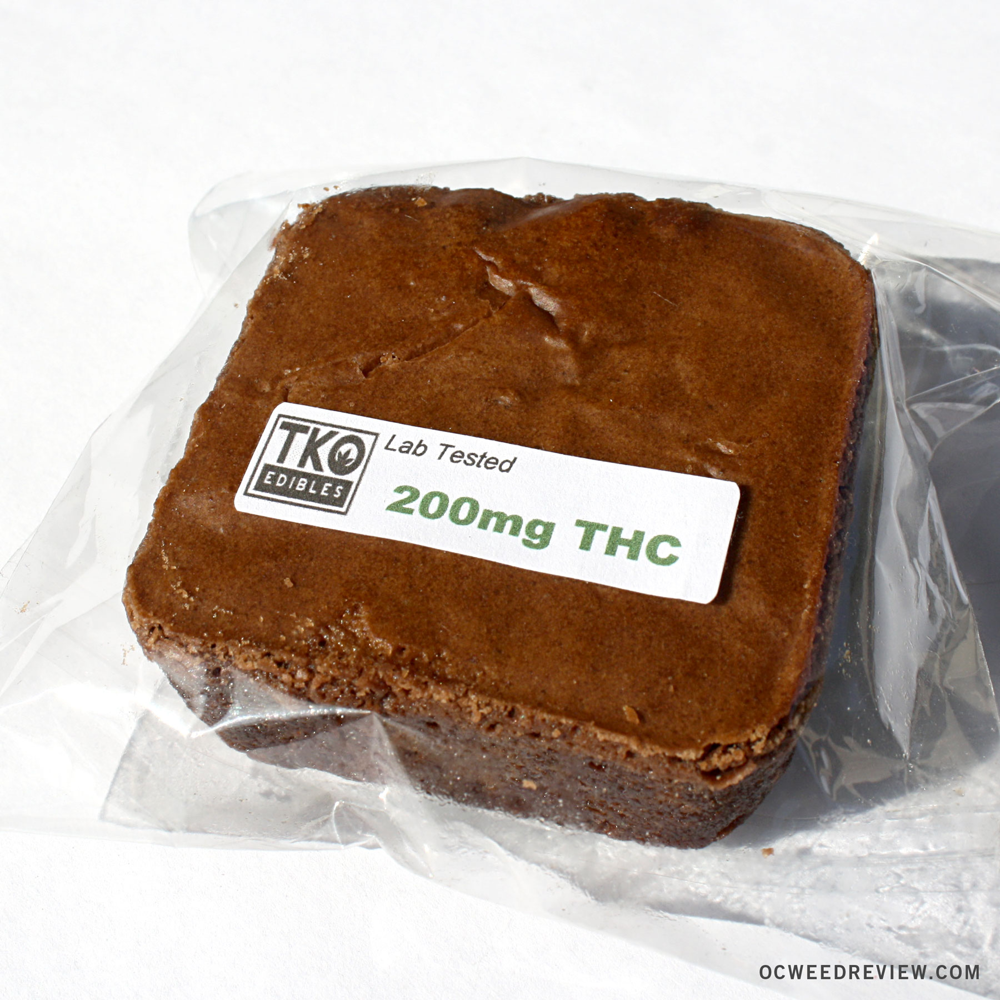 TKO
EDIBLES
Lab Tested
200mg THC
OCWEEDREVIEW.COM